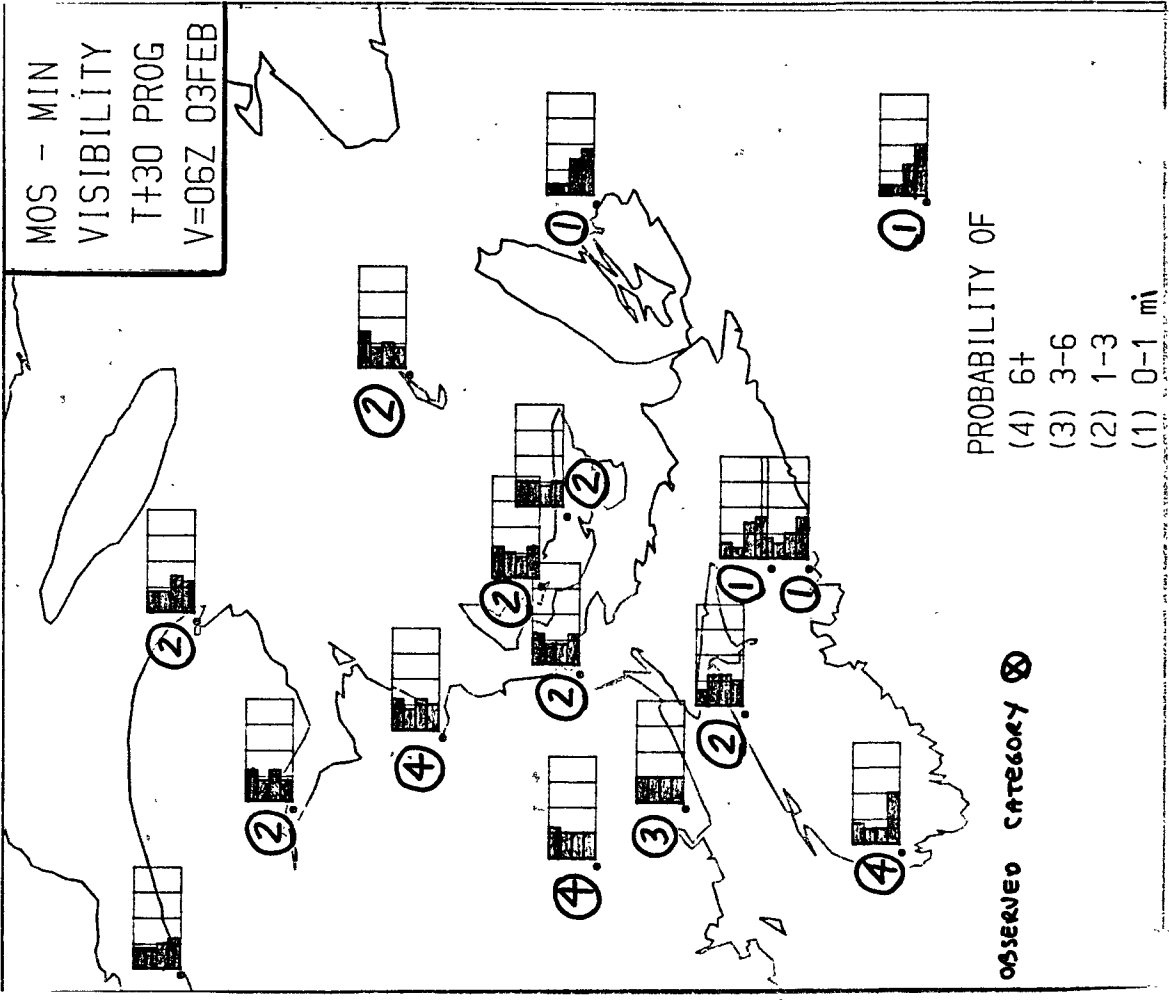 MOS - MIN
VISIBILITY
T+30 PROG
V=06Z 03FEB
1
1
2
2
2
2
2
1
1
4
2
2
2
3
4
4
PROBABILITY OF
(4) 6+
(3) 3-6
(2) 1-3
(1) 0-1 mi
OBSERVED CATEGORY ⊗